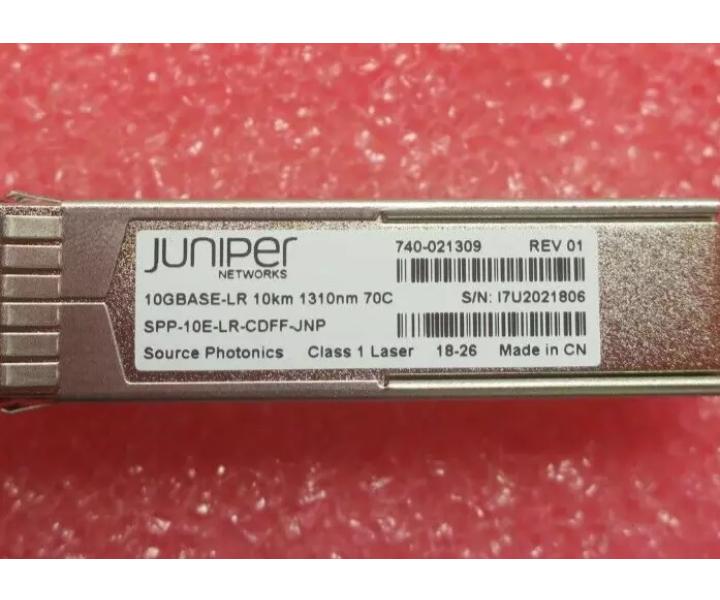 JUNIPER
NETWORKS
740-021309 REV 01
10GBASE-LR 10km 1310nm 70C S/N: I7U2021806
SPP-10E-LR-CDFF-JNP
Source Photonics Class 1 Laser 18-26 Made in CN